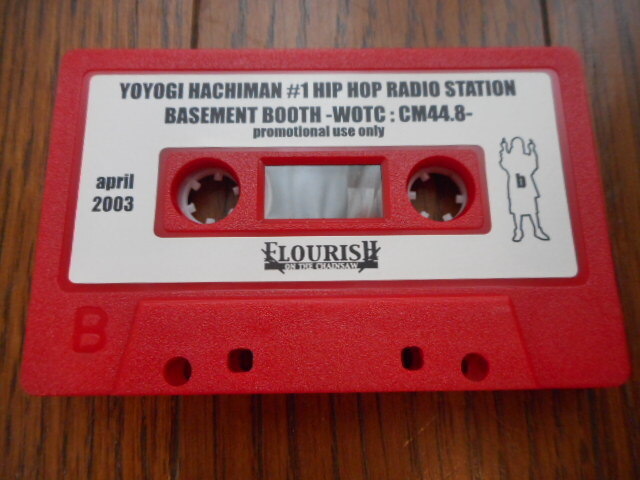 YOYOGI HACHIMAN #1 HIP HOP RADIO STATION
BASEMENT BOOTH -WOTC : CM44.8-
promotional use only
april
2003
b
FLOURISH
ON THE CHAINSAW
B